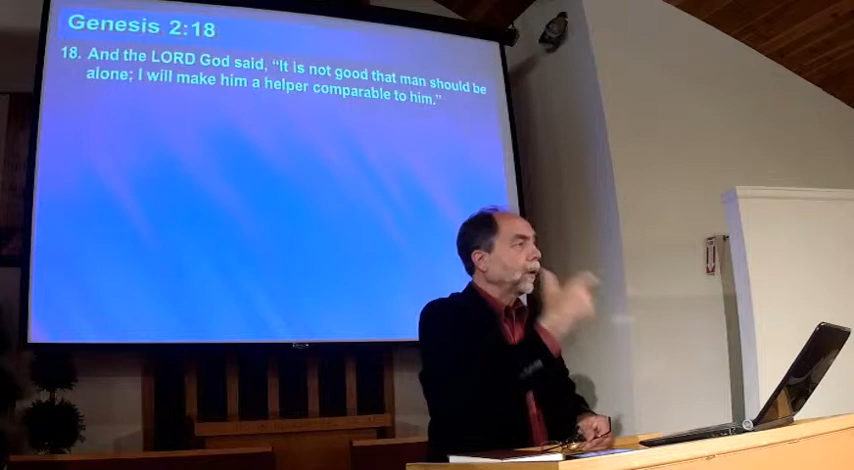 Genesis 2:18
18. And the LORD God said, “It is not good that man should be
alone; I will make him a helper comparable to him.”